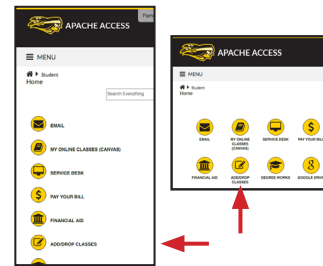 Pare
APACHE ACCESS
MENU
Student
Home
Search Everything
EMAIL
MY ONLINE CLASSES (CANVAS)
SERVICE DESK
PAY YOUR BILL
FINANCIAL AID
ADD/DROP CLASSES
APACHE ACCESS
MENU
Student
Home
EMAIL
MY ONLINE
CLASSES
(CANVAS)
SERVICE DESK
PAY YOUR BILL
FINANCIAL AID
ADD/DROP
CLASSES
DEGREE WORKS
GOOGLE DRIVE